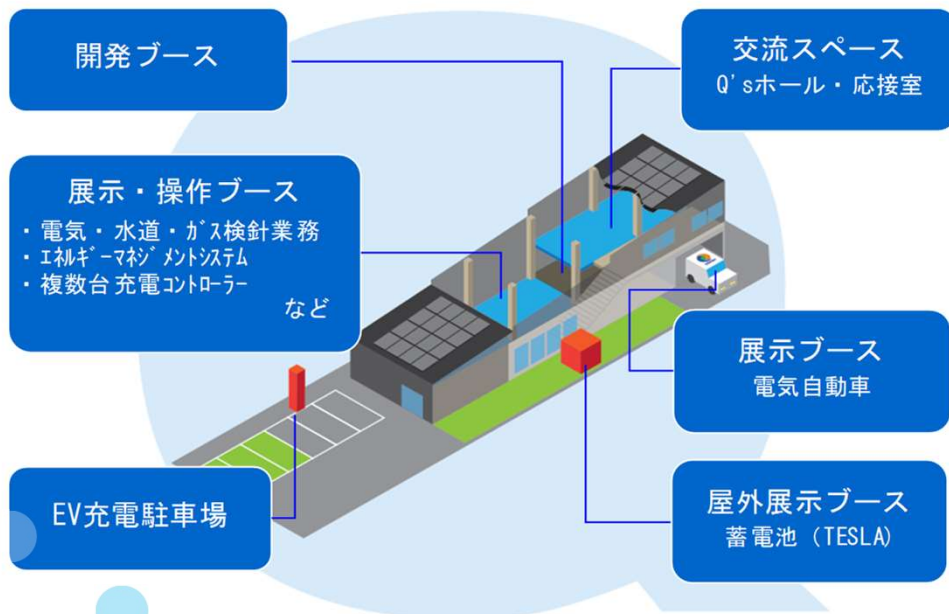 開発ブース
交流スペース
Q'sホール・応接室
展示・操作ブース
・電気・水道・ｶﾞｽ検針業務
・ｴﾈﾙｷﾞｰﾏﾈｼﾞﾒﾝﾄｼｽﾃﾑ
・複数台充電ｺﾝﾄﾛｰﾗｰ
など
展示ブース
電気自動車
EV充電駐車場
屋外展示ブース
蓄電池（TESLA）